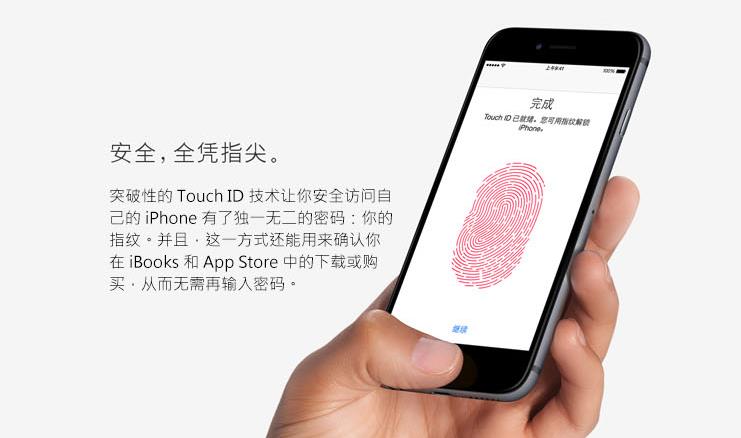 安全，全凭指尖。
突破性的 Touch ID 技术让你安全访问自
己的 iPhone 有了独一无二的密码：你的
指纹。并且，这一方式还能用来确认你
在 iBooks 和 App Store 中的下载或购
买，从而无需再输入密码。
上午9:41
100%
完成
Touch ID 已就绪。您可用指纹解锁
iPhone。
继续